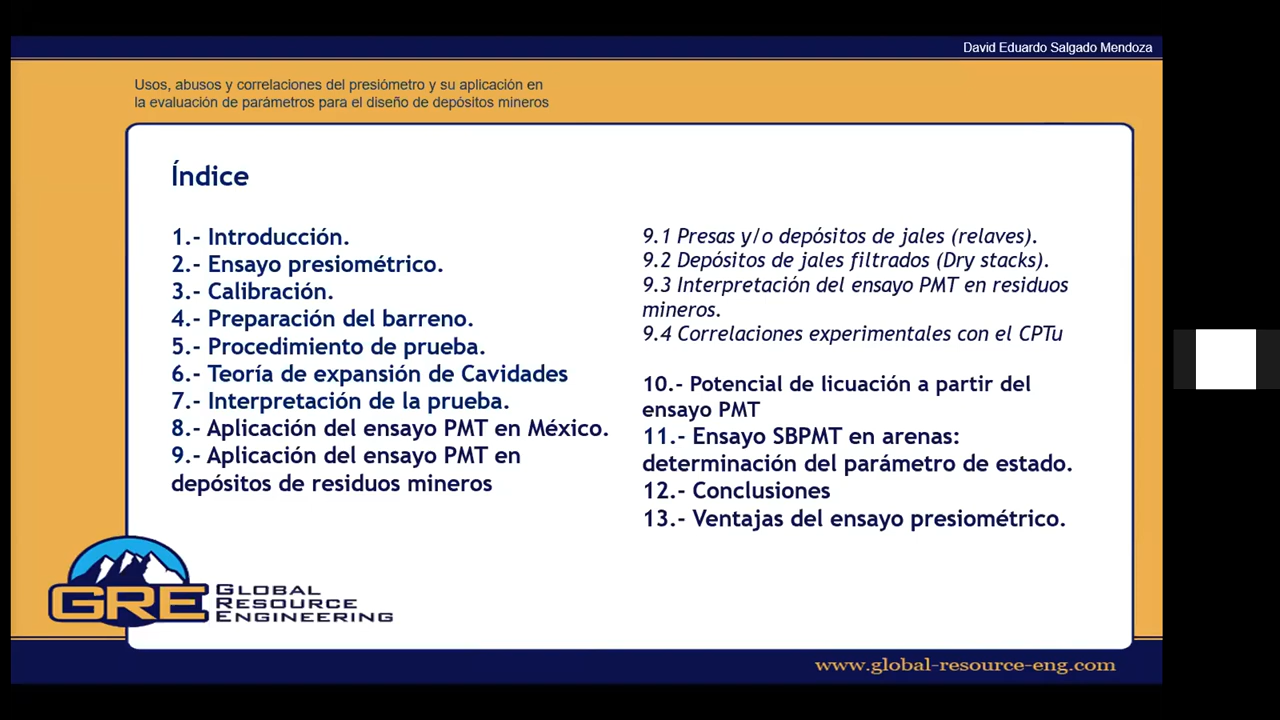 David Eduardo Salgado Mendoza
Usos, abusos y correlaciones del presiómetro y su aplicación en
la evaluación de parámetros para el diseño de depósitos mineros
Índice
1.- Introducción.
2.- Ensayo presiométrico.
3.- Calibración.
4.- Preparación del barreno.
5.- Procedimiento de prueba.
6.- Teoría de expansión de Cavidades
7.- Interpretación de la prueba.
8.- Aplicación del ensayo PMT en México.
9.- Aplicación del ensayo PMT en
depósitos de residuos mineros
9.1 Presas y/o depósitos de jales (relaves).
9.2 Depósitos de jales filtrados (Dry stacks).
9.3 Interpretación del ensayo PMT en residuos
mineros.
9.4 Correlaciones experimentales con el CPTu
10.- Potencial de licuación a partir del
ensayo PMT
11.- Ensayo SBPMT en arenas:
determinación del parámetro de estado.
12.- Conclusiones
13.- Ventajas del ensayo presiométrico.
GRE
GLOBAL
RESOURCE
ENGINEERING
www.global-resource-eng.com